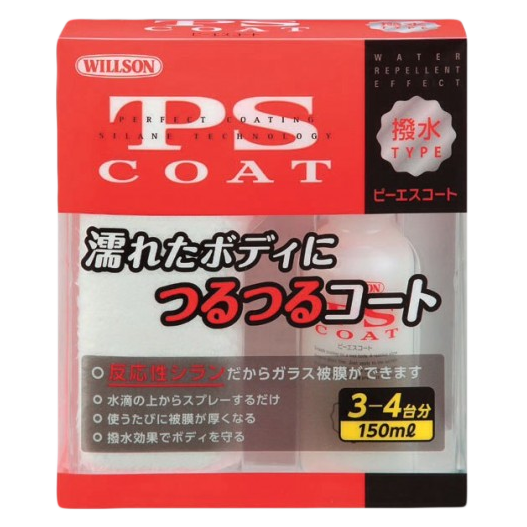 WILLSON
PS
PERFECT COATING
SILANE TECHNOLOGY
COAT
WATER
REPELLENT
EFFECT
撥水
TYPE
ピーエスコート
濡れたボディに
つるつるコート
WILLSON
PS
COAT
ピーエスコート
反応性シランだからガラス被膜ができます
水滴の上からスプレーするだけ
使うたびに被膜が厚くなる
撥水効果でボディを守る
3-4台分
150mℓ